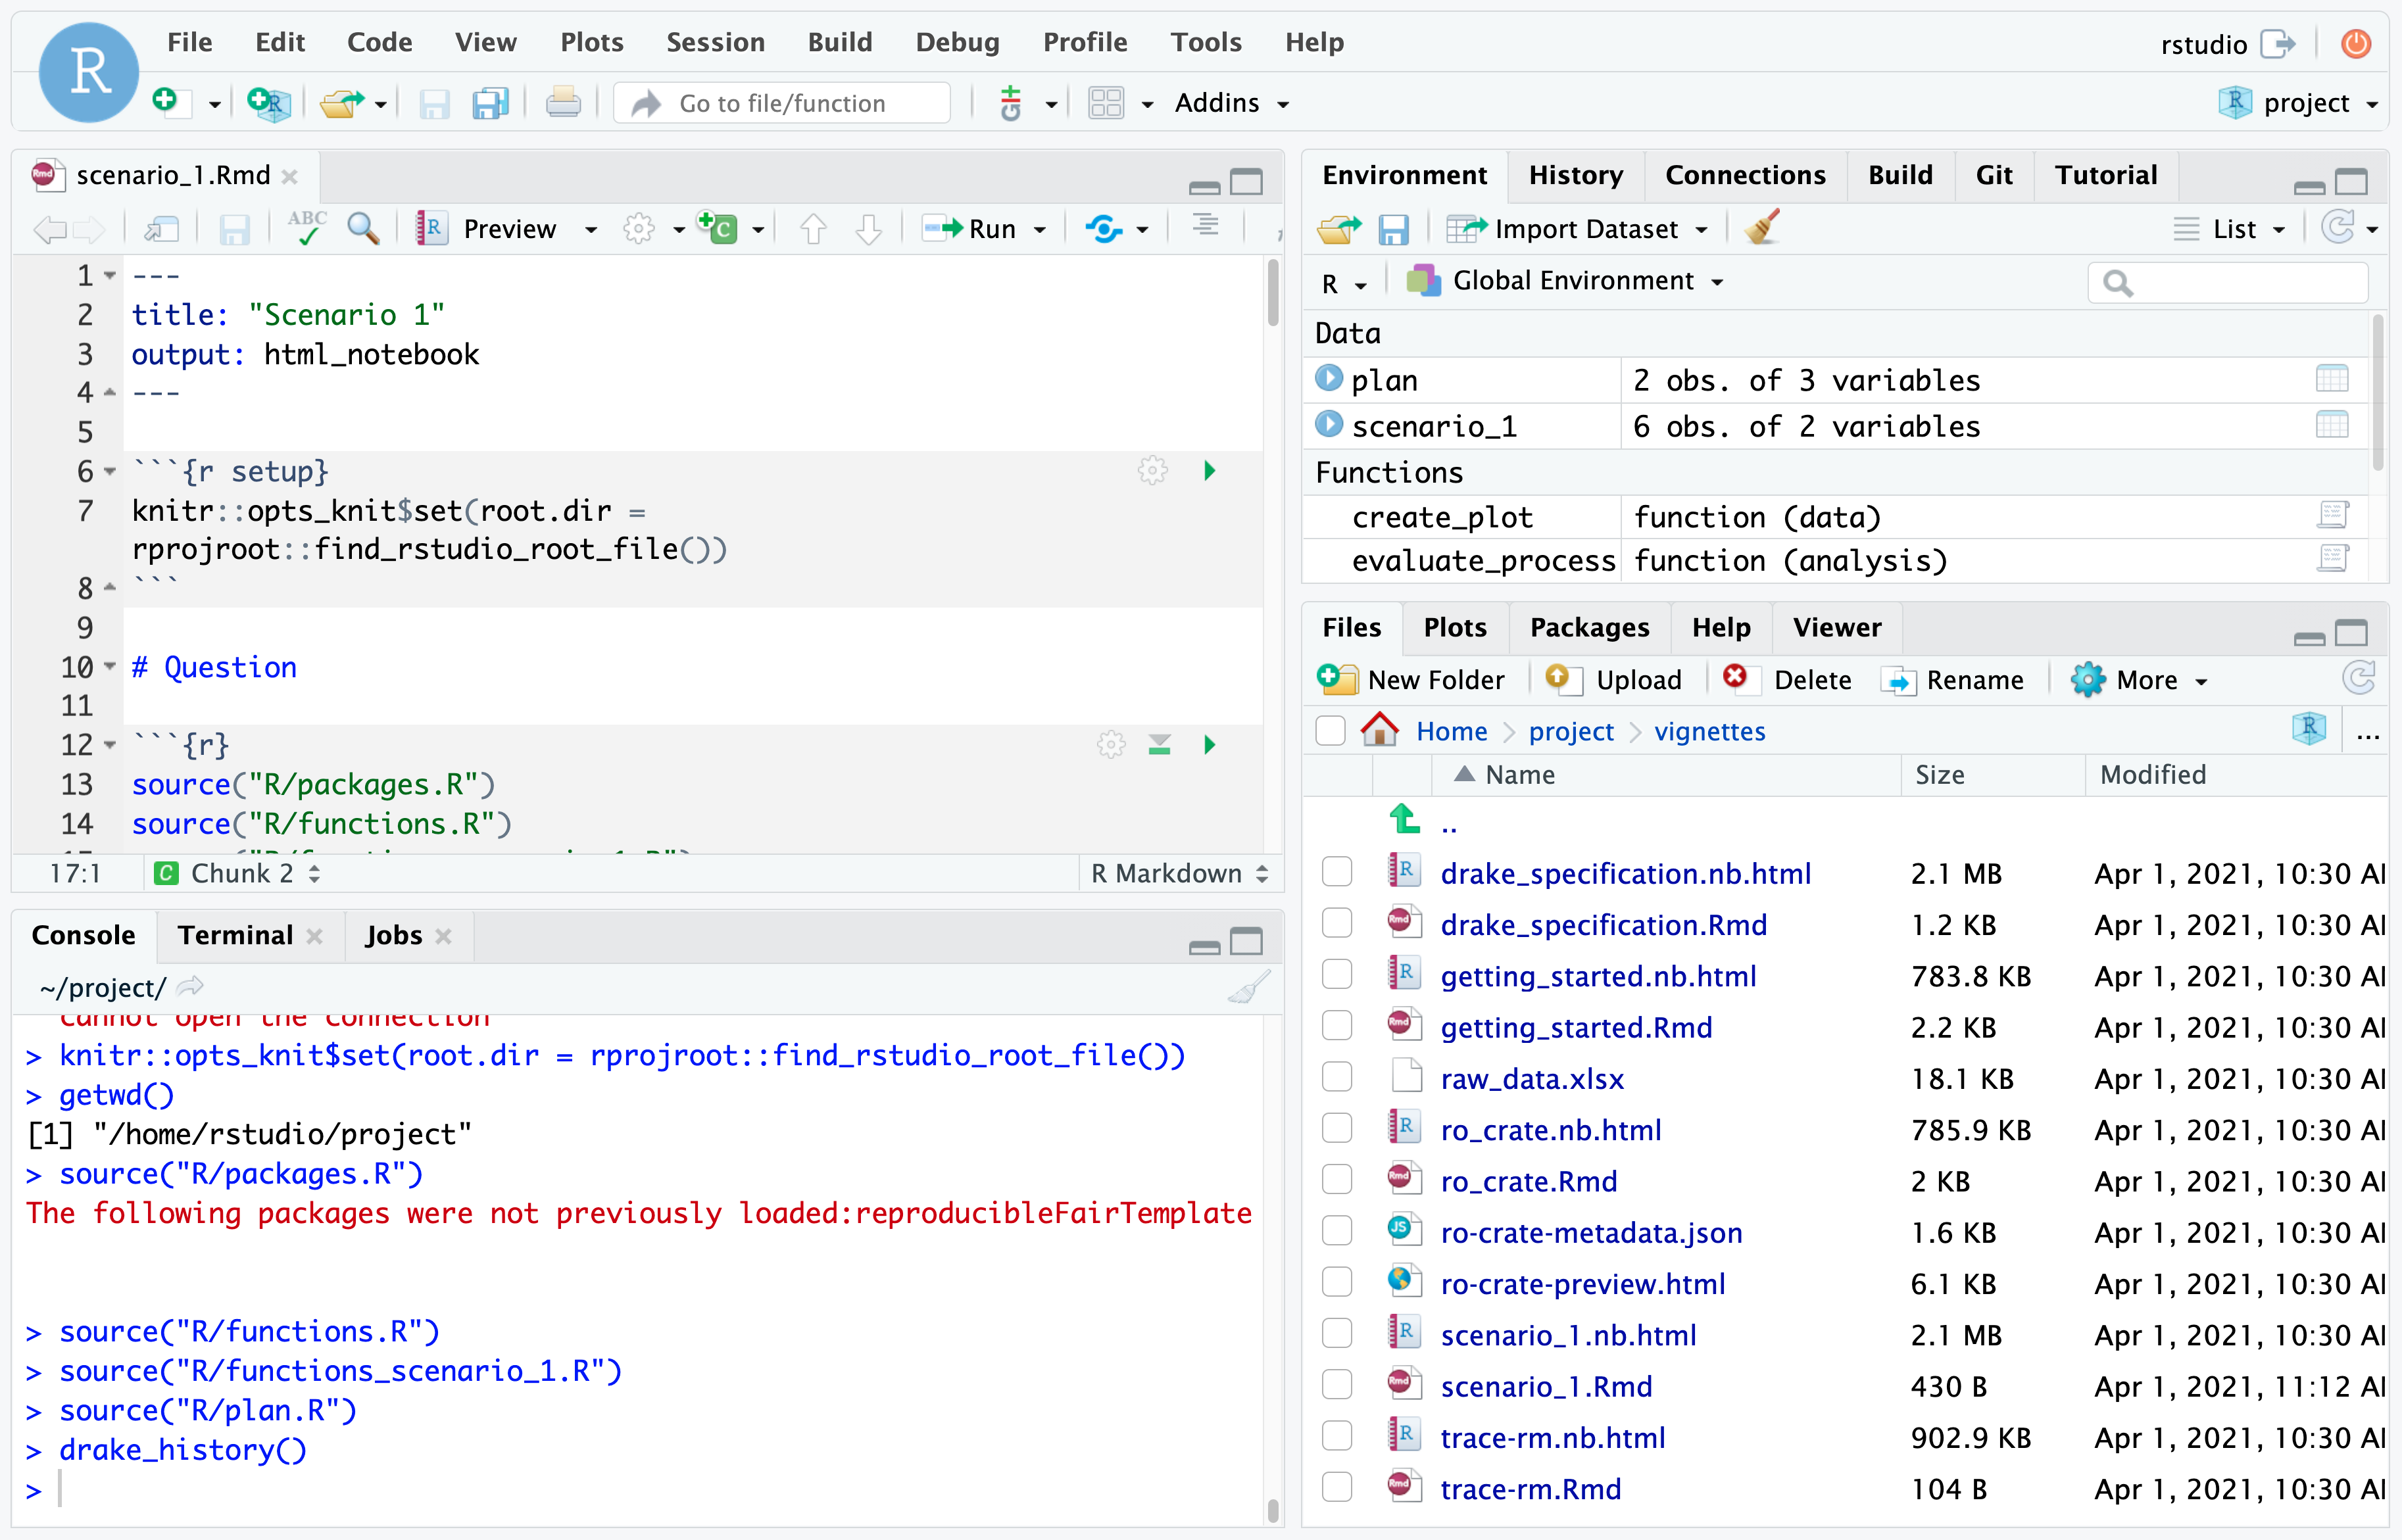 R
File Edit Code View Plots Session Build Debug Profile Tools Help
rstudio
Go to file/function
Addins
project
scenario_1.Rmd
ABC
Preview
Run
1 ---
2 title: "Scenario 1"
3 output: html_notebook
4 ---
5
6 ```{r setup}
7 knitr::opts_knit$set(root.dir =
rprojroot::find_rstudio_root_file())
8 ```
9
10 # Question
11
12 ```{r}
13 source("R/packages.R")
14 source("R/functions.R")
17:1 C Chunk 2 R Markdown
Console Terminal Jobs
~/project/
cannot open the connection
> knitr::opts_knit$set(root.dir = rprojroot::find_rstudio_root_file())
> getwd()
[1] "/home/rstudio/project"
> source("R/packages.R")
The following packages were not previously loaded:reproducibleFairTemplate
> source("R/functions.R")
> source("R/functions_scenario_1.R")
> source("R/plan.R")
> drake_history()
>
Environment History Connections Build Git Tutorial
Import Dataset List
R Global Environment
Data
plan 2 obs. of 3 variables
scenario_1 6 obs. of 2 variables
Functions
create_plot function (data)
evaluate_process function (analysis)
Files Plots Packages Help Viewer
New Folder Upload Delete Rename More
Home project vignettes ...
Name Size Modified
..
drake_specification.nb.html 2.1 MB Apr 1, 2021, 10:30 AI
drake_specification.Rmd 1.2 KB Apr 1, 2021, 10:30 AI
getting_started.nb.html 783.8 KB Apr 1, 2021, 10:30 AI
getting_started.Rmd 2.2 KB Apr 1, 2021, 10:30 AI
raw_data.xlsx 18.1 KB Apr 1, 2021, 10:30 AI
ro_crate.nb.html 785.9 KB Apr 1, 2021, 10:30 AI
ro_crate.Rmd 2 KB Apr 1, 2021, 10:30 AI
ro-crate-metadata.json 1.6 KB Apr 1, 2021, 10:30 AI
ro-crate-preview.html 6.1 KB Apr 1, 2021, 10:30 AI
scenario_1.nb.html 2.1 MB Apr 1, 2021, 10:30 AI
scenario_1.Rmd 430 B Apr 1, 2021, 11:12 AI
trace-rm.nb.html 902.9 KB Apr 1, 2021, 10:30 AI
trace-rm.Rmd 104 B Apr 1, 2021, 10:30 AI